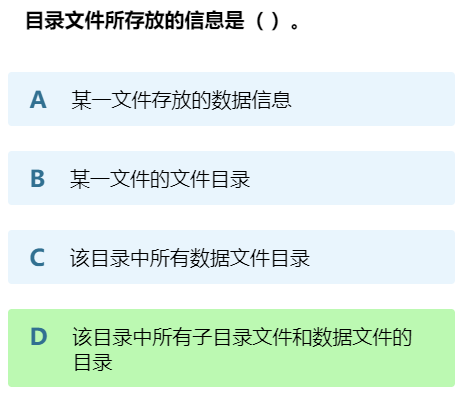 目录文件所存放的信息是（ ）。
A 某一文件存放的数据信息
B 某一文件的文件目录
C 该目录中所有数据文件目录
D 该目录中所有子目录文件和数据文件的
目录